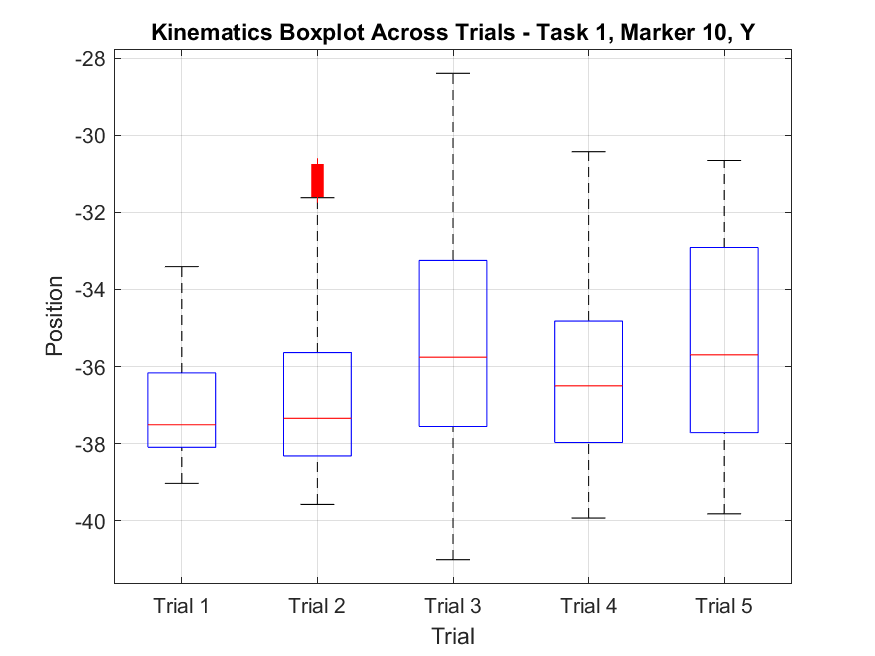 Kinematics Boxplot Across Trials - Task 1, Marker 10, Y
-28
-30
-32
-34
-36
-38
-40
Position
Trial 1 Trial 2 Trial 3 Trial 4 Trial 5
Trial